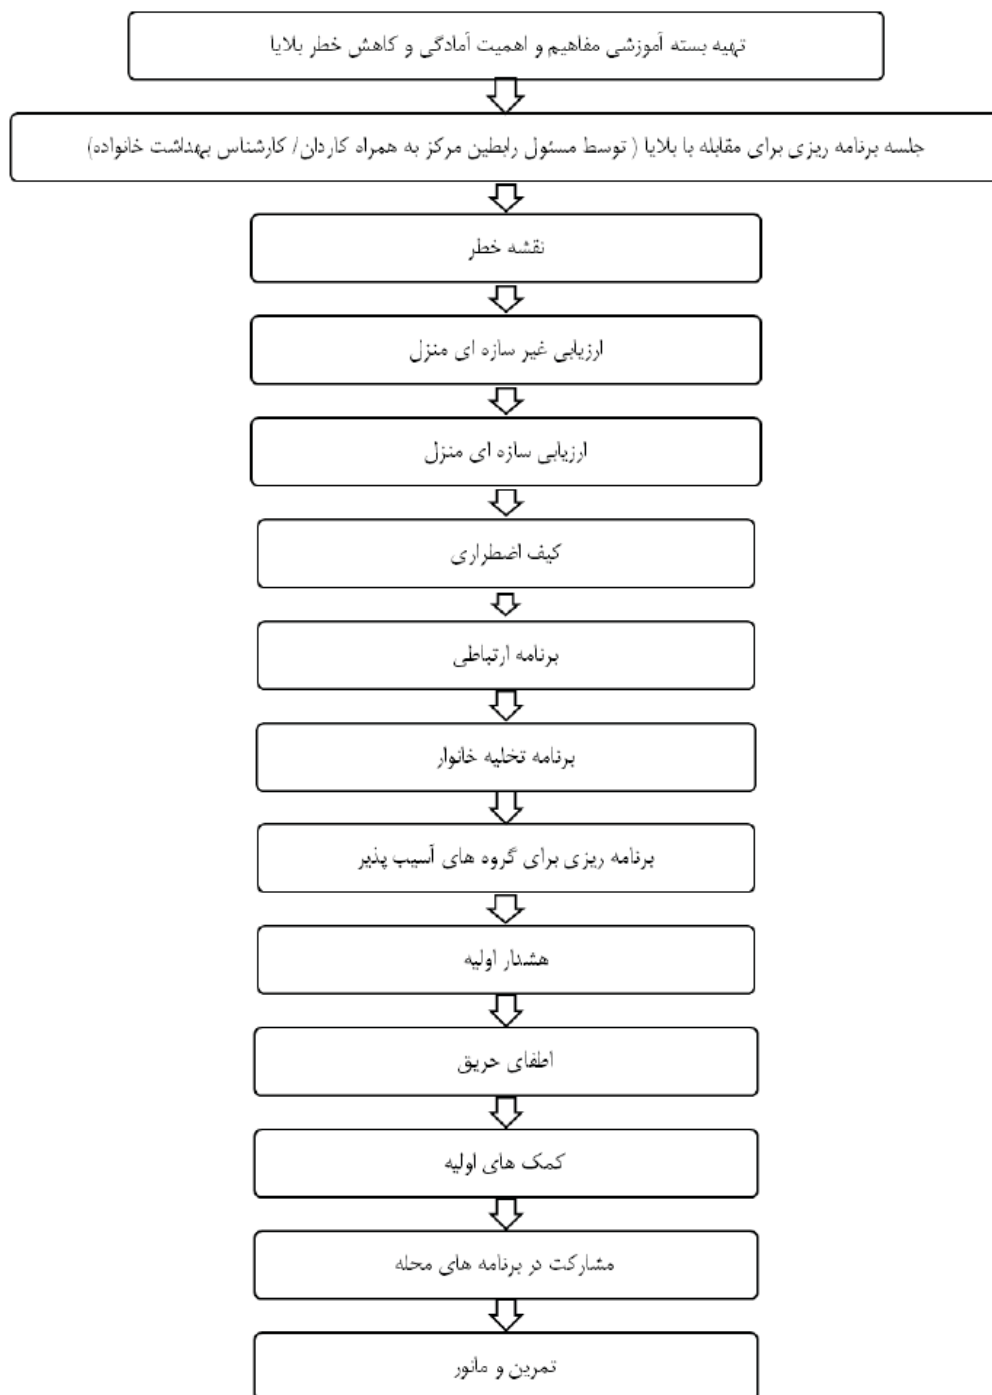 تهیه بسته آموزشی مفاهیم و اهمیت آمادگی و کاهش خطر بلایا
جلسه برنامه ریزی برای مقابله با بلایا ( توسط مسئول رابطین مرکز به همراه کاردان/ کارشناس بهداشت خانواده)
نقشه خطر
ارزیابی غیر سازه ای منزل
ارزیابی سازه ای منزل
کیف اضطراری
برنامه ارتباطی
برنامه تخلیه خانوار
برنامه ریزی برای گروه های آسیب پذیر
هشدار اولیه
اطفای حریق
کمک های اولیه
مشارکت در برنامه های محله
تمرین و مانور